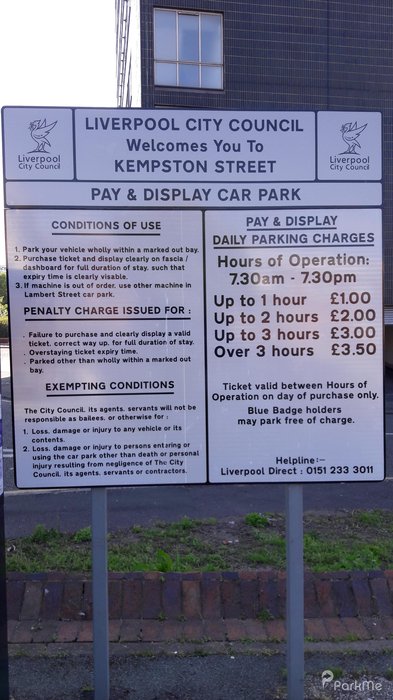 LIVERPOOL CITY COUNCIL
Welcomes You To
KEMPSTON STREET
Liverpool
City Council
Liverpool
City Council
PAY & DISPLAY CAR PARK
CONDITIONS OF USE
1. Park your vehicle wholly within a marked out bay.
2. Purchase ticket and display clearly on fascia /
dashboard for full duration of stay. such that
expiry time is clearly visable.
3. If machine is out of order. use other machine in
Lambert Street car park.
PENALTY CHARGE ISSUED FOR :
. Failure to purchase and clearly display a valid
ticket. correct way up. for full duration of stay.
. Overstaying ticket expiry time.
. Parked other than wholly within a marked out
bay.
EXEMPTING CONDITIONS
The City Council. its agents. servants will not be
responsible as bailees. or otherwise for :
1. Loss. damage or injury to any vehicle or its
contents.
2. Loss. damage or injury to persons entering or
using the car park other than death or personal
injury resulting from negligence of The City
Council. its agents. servants or contractors.
PAY & DISPLAY
DAILY PARKING CHARGES
Hours of Operation:
7.30am - 7.30pm
Up to 1 hour £1.00
Up to 2 hours £2.00
Up to 3 hours £3.00
Over 3 hours £3.50
Ticket valid between Hours of
Operation on day of purchase only.
Blue Badge holders
may park free of charge.
Helpline:-
Liverpool Direct : 0151 233 3011
ParkMe